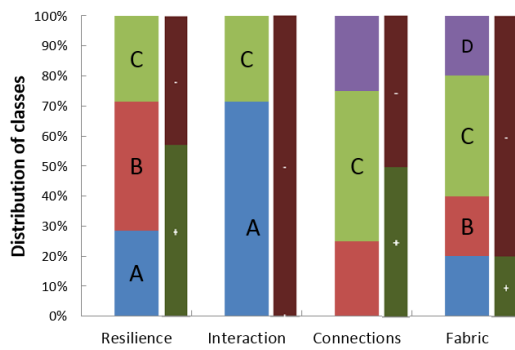 Distribution of classes
100%
90%
80%
70%
60%
50%
40%
30%
20%
10%
0%
C
B
A
-
+
C
A
-
C
-
+
D
C
B
-
+
Resilience Interaction Connections Fabric